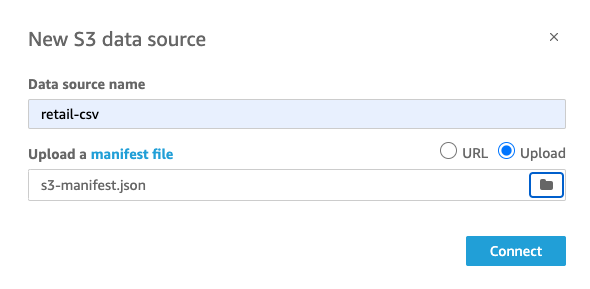 New S3 data source
Data source name
retail-csv
Upload a manifest file
URL
Upload
s3-manifest.json
Connect